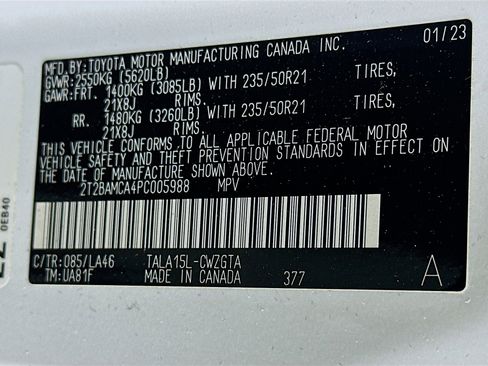 MFD.BY:TOYOTA MOTOR MANUFACTURING CANADA INC. 01/23
GVWR:2550KG (5620LB)
GAWR:FRT. 1400KG (3085LB) WITH 235/50R21 TIRES,
21X8J RIMS.
RR. 1480KG (3260LB) WITH 235/50R21 TIRES,
21X8J RIMS.
THIS VEHICLE CONFORMS TO ALL APPLICABLE FEDERAL MOTOR
VEHICLE SAFETY AND THEFT PREVENTION STANDARDS IN EFFECT ON
THE DATE OF MANUFACTURE SHOWN ABOVE.
2T2BAMCA4PC005988 MPV
C/TR:085/LA46 TALA15L-CWZGTA
TM:UA81F MADE IN CANADA 377 A
0EB40